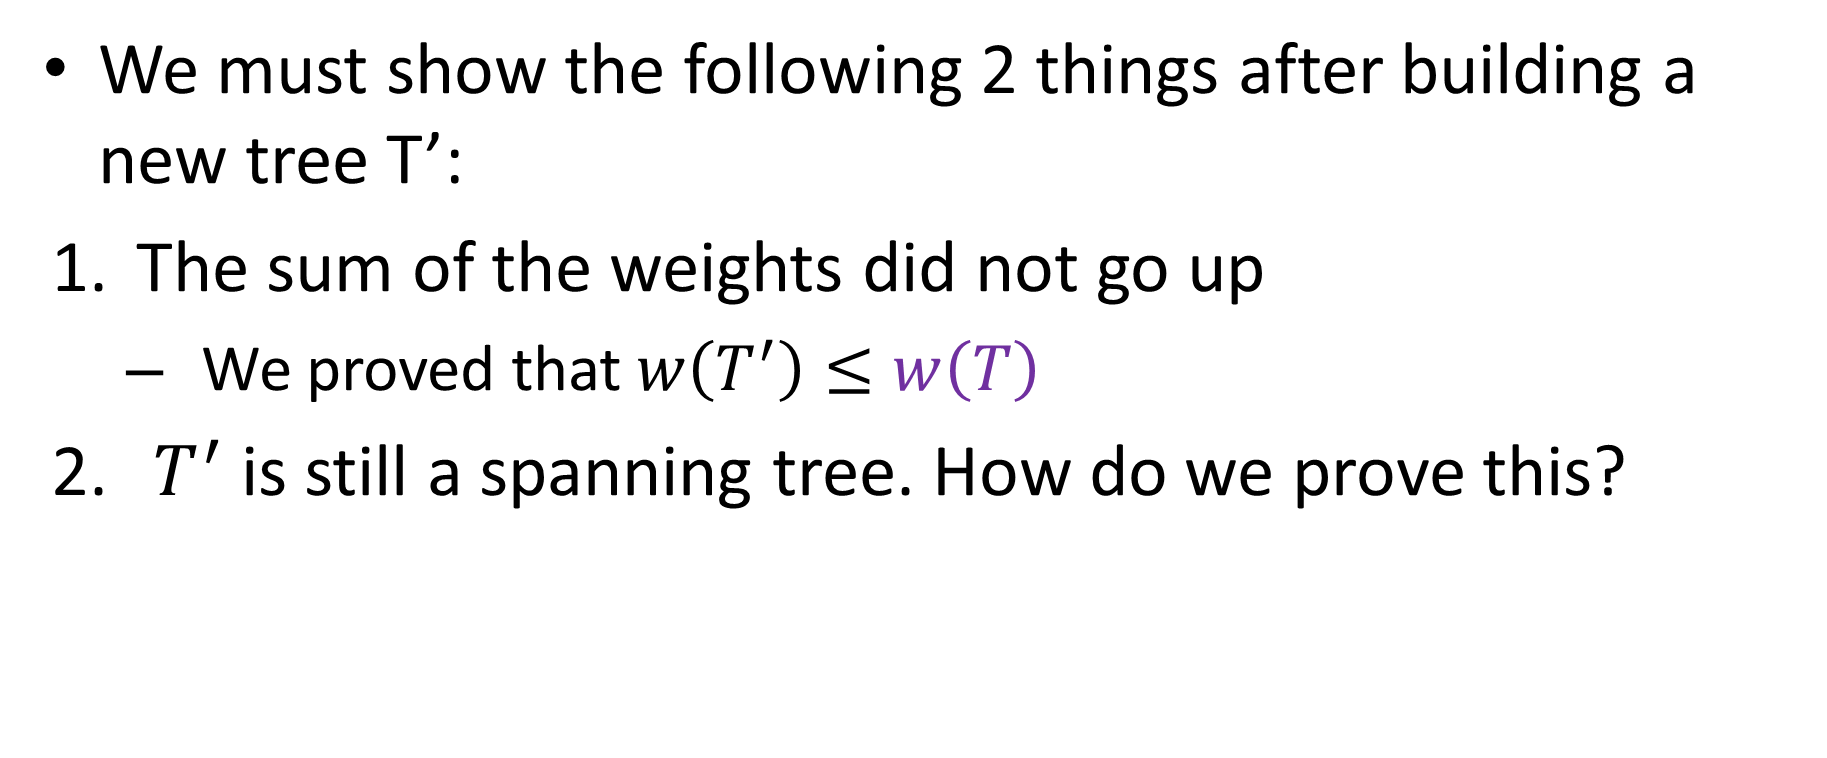 • We must show the following 2 things after building a
new tree T’:
1. The sum of the weights did not go up
– We proved that w(T′) ≤ w(T)
2. T′ is still a spanning tree. How do we prove this?